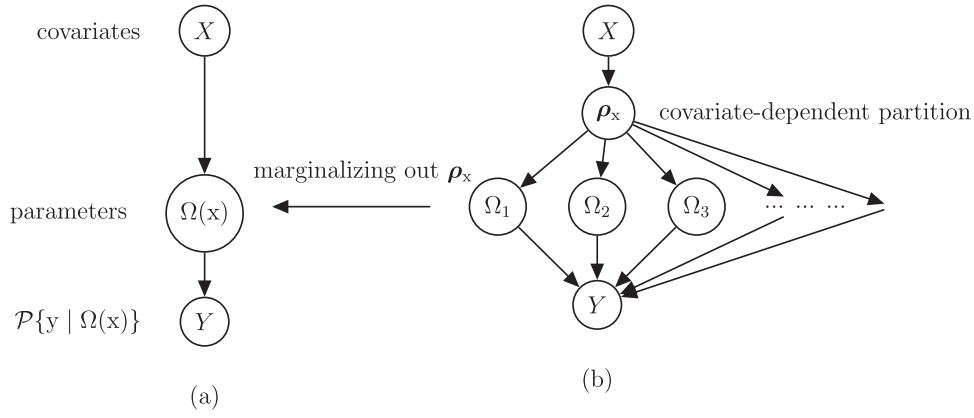 covariates X
parameters Ω(x)
𝒫{y | Ω(x)} Y
(a)
marginalizing out ρₓ
X
ρₓ covariate-dependent partition
Ω₁ Ω₂ Ω₃ ... ... ...
Y
(b)